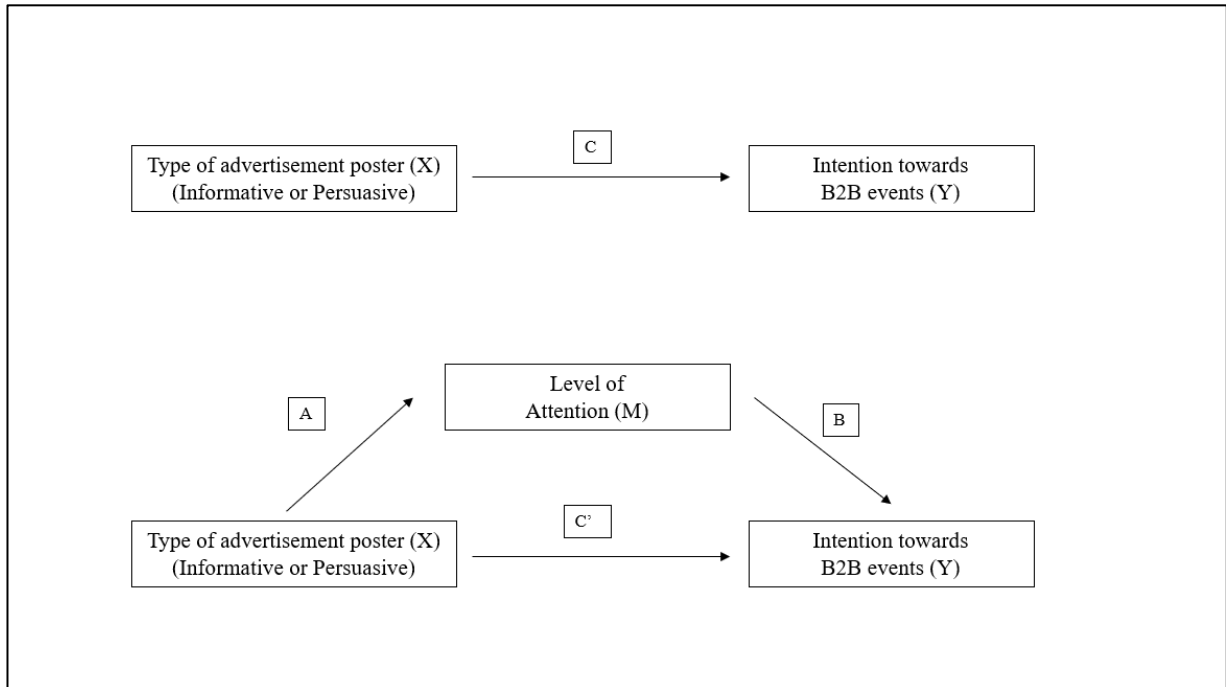 C
Type of advertisement poster (X)
(Informative or Persuasive)
Intention towards
B2B events (Y)
Level of
Attention (M)
A
B
C’
Type of advertisement poster (X)
(Informative or Persuasive)
Intention towards
B2B events (Y)